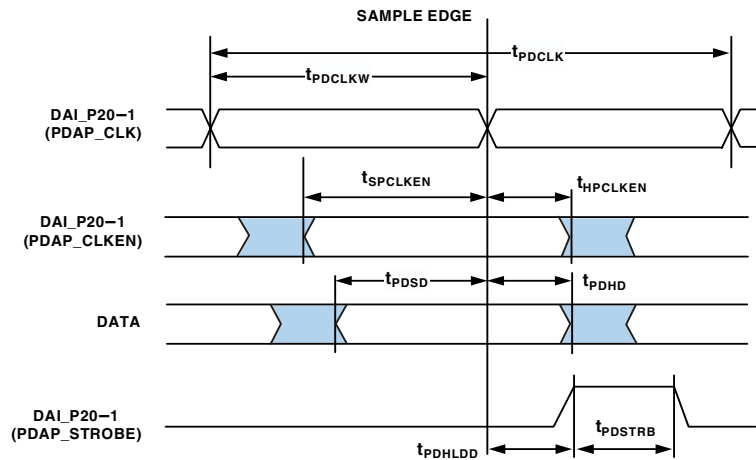 SAMPLE EDGE
tPDCLK
tPDCLKW
DAI_P20–1
(PDAP_CLK)
tSPCLKEN
tHPCLKEN
DAI_P20–1
(PDAP_CLKEN)
tPDSD
tPDHD
DATA
DAI_P20–1
(PDAP_STROBE)
tPDHLDD
tPDSTRB